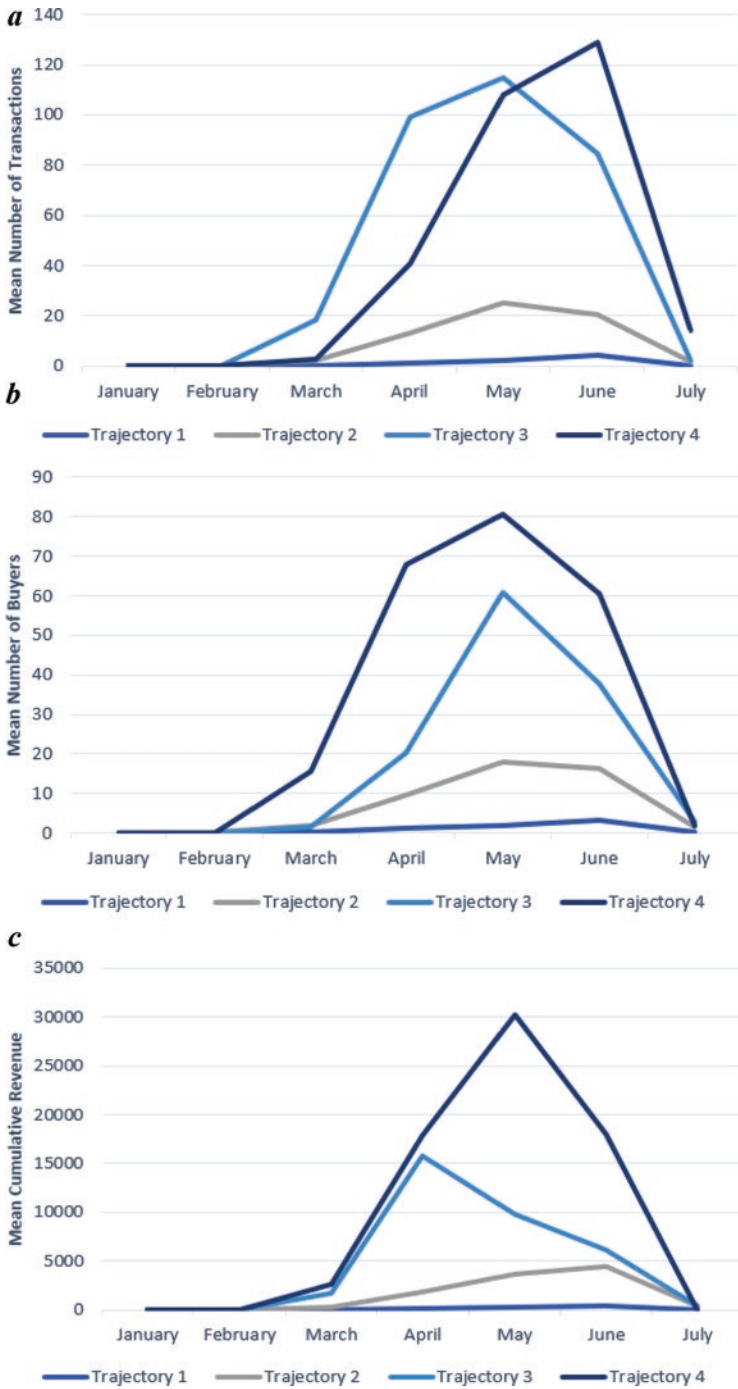 a
140
120
100
80
60
40
20
0
Mean Number of Transactions
January February March April May June July
Trajectory 1 Trajectory 2 Trajectory 3 Trajectory 4
b
90
80
70
60
50
40
30
20
10
0
Mean Number of Buyers
January February March April May June July
Trajectory 1 Trajectory 2 Trajectory 3 Trajectory 4
c
35000
30000
25000
20000
15000
10000
5000
0
Mean Cumulative Revenue
January February March April May June July
Trajectory 1 Trajectory 2 Trajectory 3 Trajectory 4